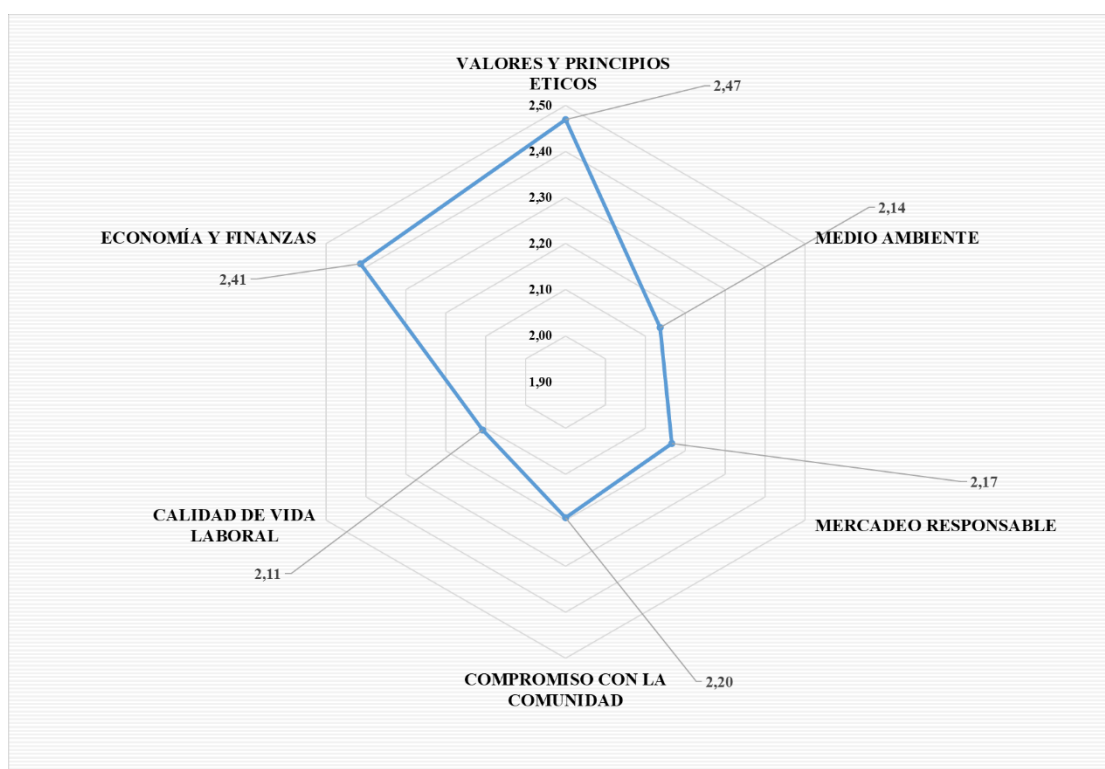 VALORES Y PRINCIPIOS
ETICOS
2,47
2,50
2,40
2,30
2,20
2,10
2,00
1,90
2,14
MEDIO AMBIENTE
ECONOMÍA Y FINANZAS
2,41
2,17
MERCADEO RESPONSABLE
CALIDAD DE VIDA
LABORAL
2,11
COMPROMISO CON LA
COMUNIDAD
2,20